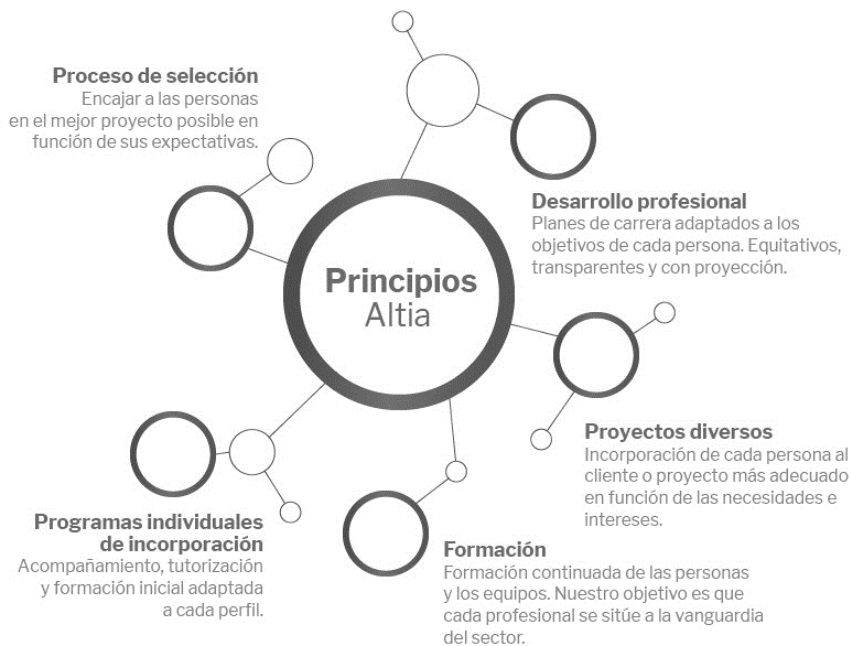 Proceso de selección
Encajar a las personas
en el mejor proyecto posible en
función de sus expectativas.
Desarrollo profesional
Planes de carrera adaptados a los
objetivos de cada persona. Equitativos,
transparentes y con proyección.
Principios
Altia
Proyectos diversos
Incorporación de cada persona al
cliente o proyecto más adecuado
en función de las necesidades e
intereses.
Programas individuales
de incorporación
Acompañamiento, tutorización
y formación inicial adaptada
a cada perfil.
Formación
Formación continuada de las personas
y los equipos. Nuestro objetivo es que
cada profesional se sitúe a la vanguardia
del sector.